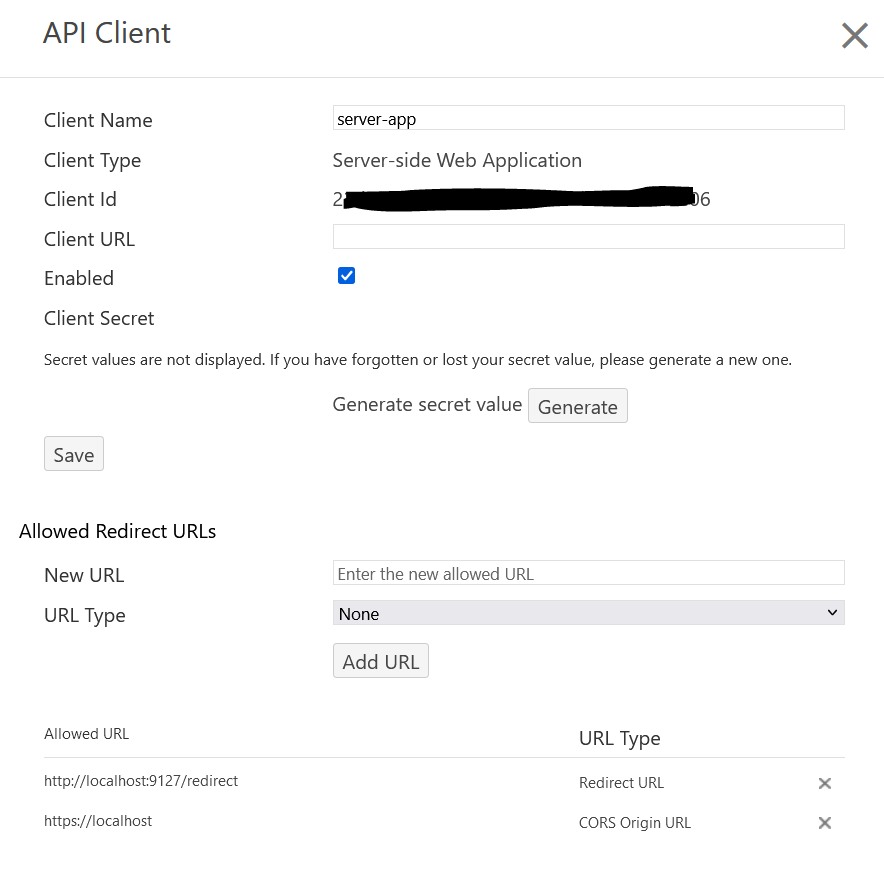 API Client
Client Name server-app
Client Type Server-side Web Application
Client Id 2 06
Client URL
Enabled
Client Secret
Secret values are not displayed. If you have forgotten or lost your secret value, please generate a new one.
Generate secret value Generate
Save
Allowed Redirect URLs
New URL Enter the new allowed URL
URL Type None
Add URL
Allowed URL URL Type
http://localhost:9127/redirect Redirect URL
https://localhost CORS Origin URL